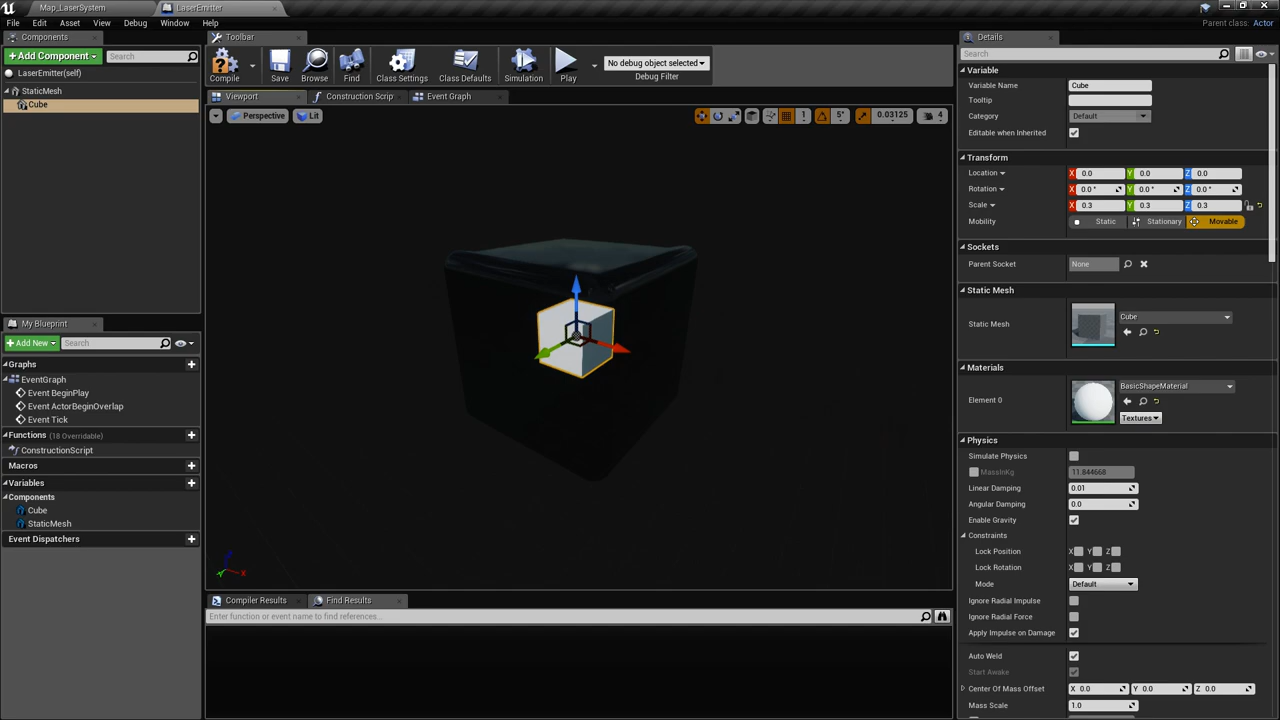 Map_LaserSystem
LaserEmitter
File Edit Asset View Debug Window Help
Parent class: Actor
Components
Add Component
Search
LaserEmitter(self)
StaticMesh
Cube
My Blueprint
Add New
Search
Graphs
EventGraph
Event BeginPlay
Event ActorBeginOverlap
Event Tick
Functions (18 Overridable)
ConstructionScript
Macros
Variables
Components
Cube
StaticMesh
Event Dispatchers
Toolbar
Compile
Save
Browse
Find
Class Settings
Class Defaults
Simulation
Play
No debug object selected
Debug Filter
Viewport
Construction Scrip
Event Graph
Perspective
Lit
1
5°
0.03125
4
Compiler Results
Find Results
Enter function or event name to find references...
Details
Search
Variable
Variable Name Cube
Tooltip
Category Default
Editable when Inherited
Transform
Location X 0.0 Y 0.0 Z 0.0
Rotation X 0.0 ° Y 0.0 ° Z 0.0 °
Scale X 0.3 Y 0.3 Z 0.3
Mobility Static Stationary Movable
Sockets
Parent Socket None
Static Mesh
Static Mesh Cube
Materials
Element 0 BasicShapeMaterial
Textures
Physics
Simulate Physics
MassInKg 11.844668
Linear Damping 0.01
Angular Damping 0.0
Enable Gravity
Constraints
Lock Position X Y Z
Lock Rotation X Y Z
Mode Default
Ignore Radial Impulse
Ignore Radial Force
Apply Impulse on Damage
Auto Weld
Start Awake
Center Of Mass Offset X 0.0 Y 0.0 Z 0.0
Mass Scale 1.0